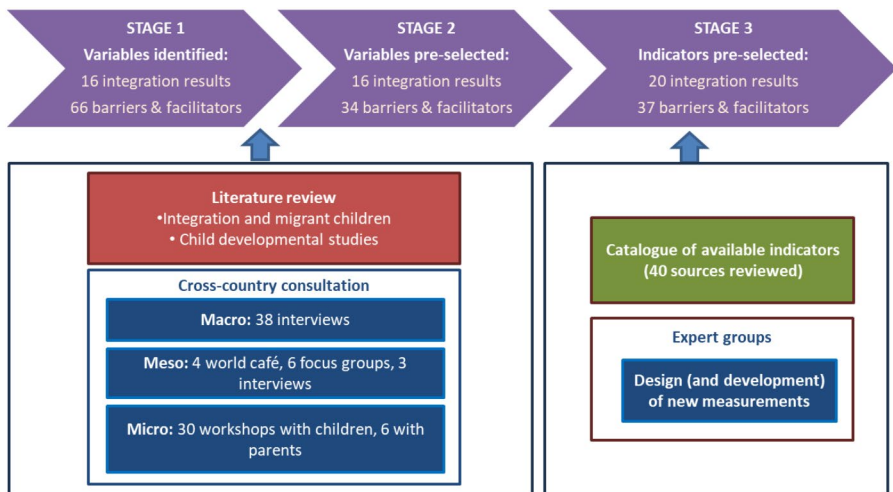 STAGE 1
Variables identified:
16 integration results
66 barriers & facilitators
STAGE 2
Variables pre-selected:
16 integration results
34 barriers & facilitators
STAGE 3
Indicators pre-selected:
20 integration results
37 barriers & facilitators
Literature review
•Integration and migrant children
• Child developmental studies
Cross-country consultation
Macro: 38 interviews
Meso: 4 world café, 6 focus groups, 3
interviews
Micro: 30 workshops with children, 6 with
parents
Catalogue of available indicators
(40 sources reviewed)
Expert groups
Design (and development)
of new measurements